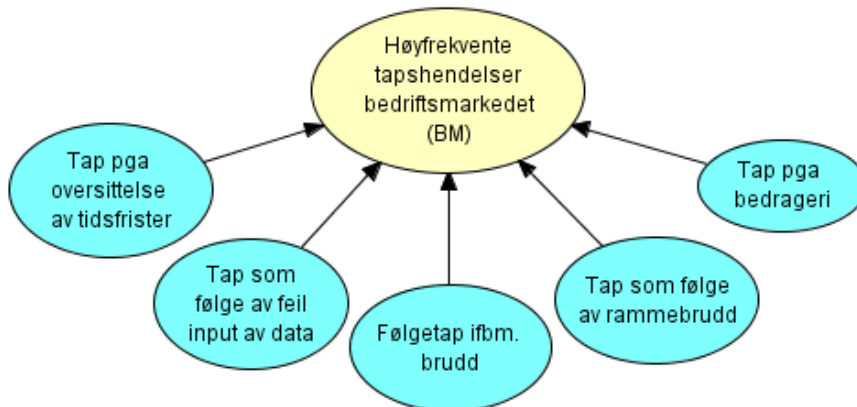 Høyfrekvente
tapshendelser
bedriftsmarkedet
(BM)
Tap pga
oversittelse
av tidsfrister
Tap som
følge av feil
input av data
Følgetap ifbm.
brudd
Tap som følge
av rammebrudd
Tap pga
bedrageri